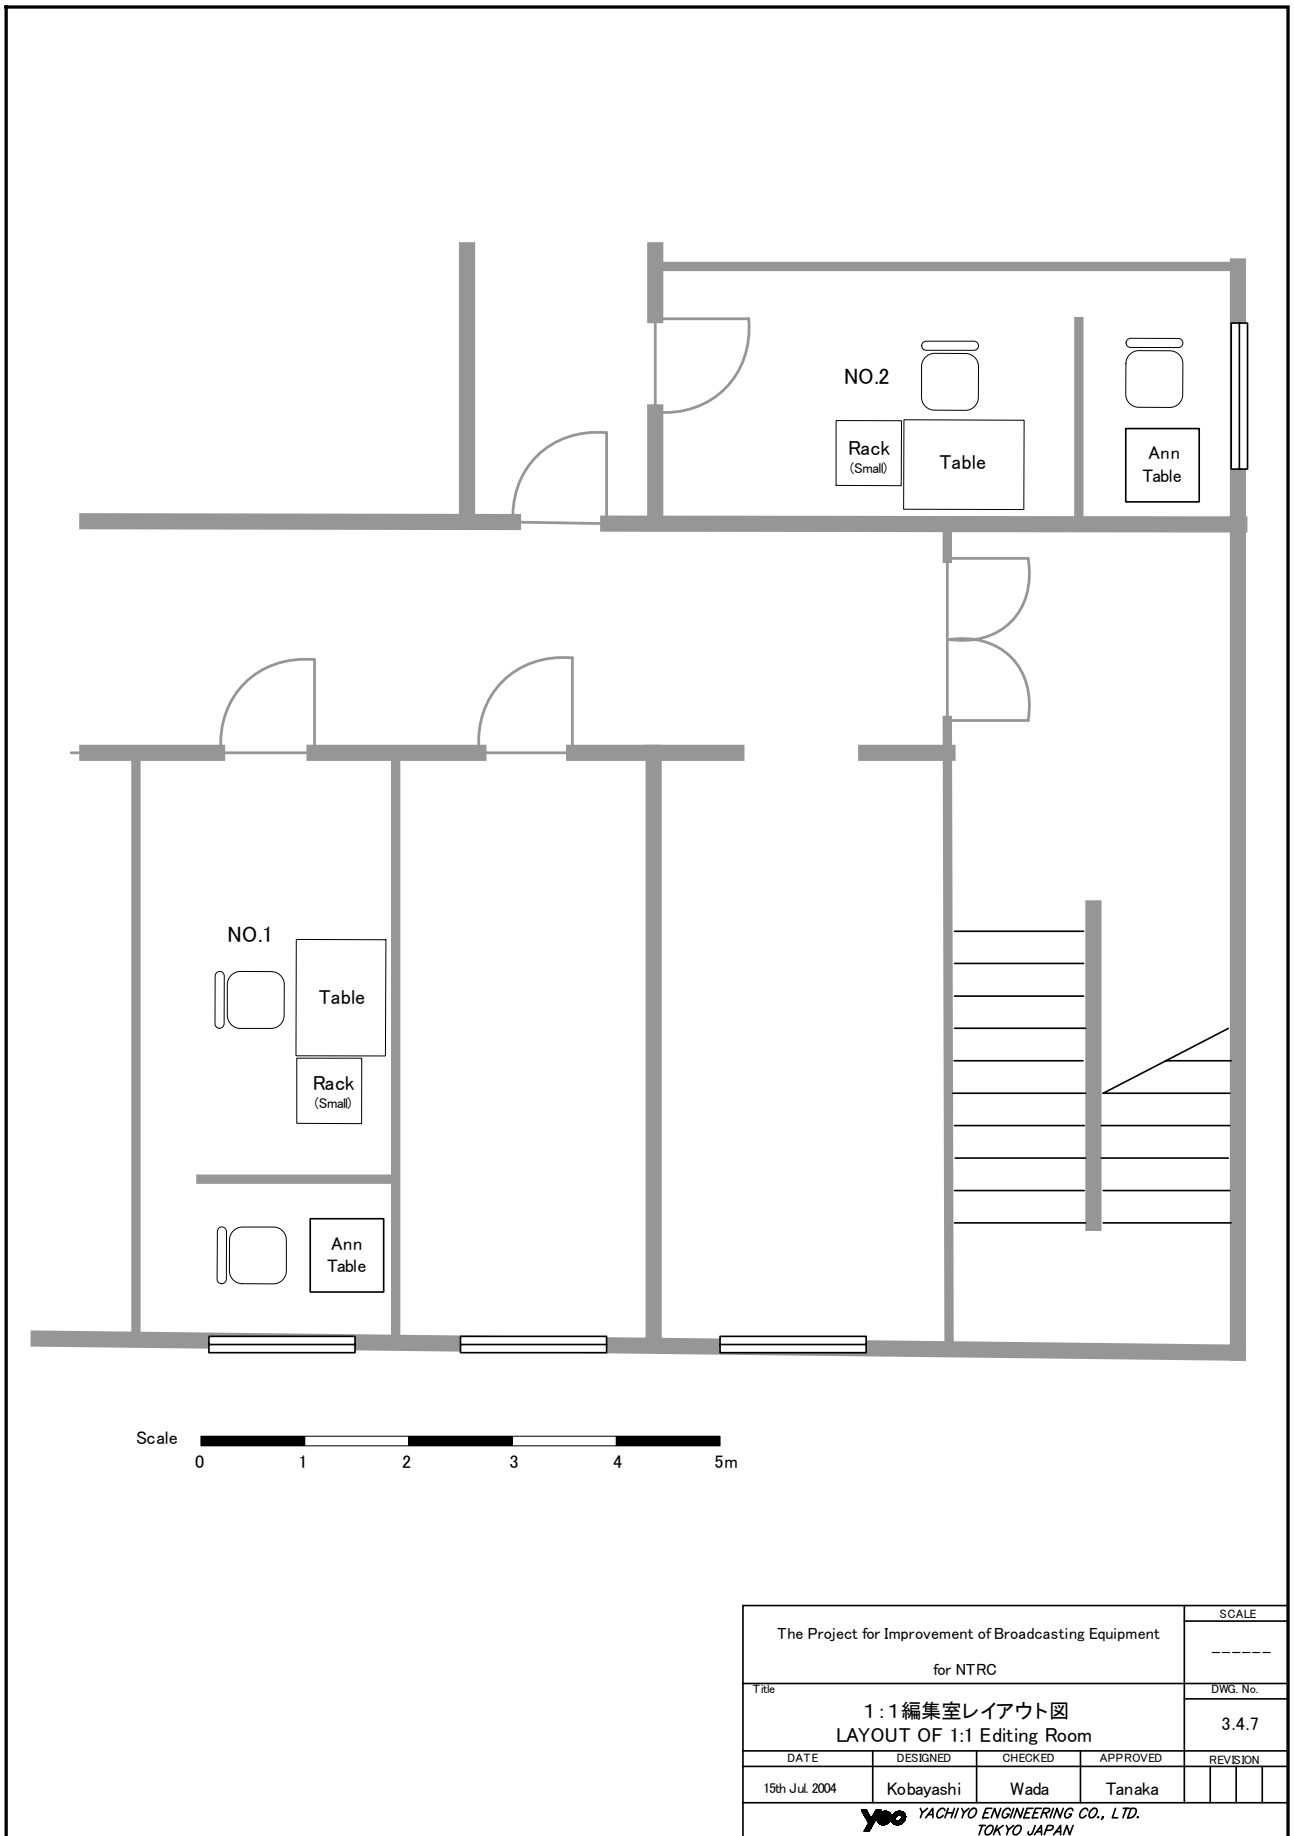 NO.2
Rack
(Small)
Table
Ann
Table
NO.1
Table
Rack
(Small)
Ann
Table
Scale
0 1 2 3 4 5m
The Project for Improvement of Broadcasting Equipment
for NTRC
SCALE
------
Title
1:1編集室レイアウト図
LAYOUT OF 1:1 Editing Room
DWG. No.
3.4.7
DATE DESIGNED CHECKED APPROVED REVISION
15th Jul. 2004 Kobayashi Wada Tanaka
yeo YACHIYO ENGINEERING CO., LTD.
TOKYO JAPAN